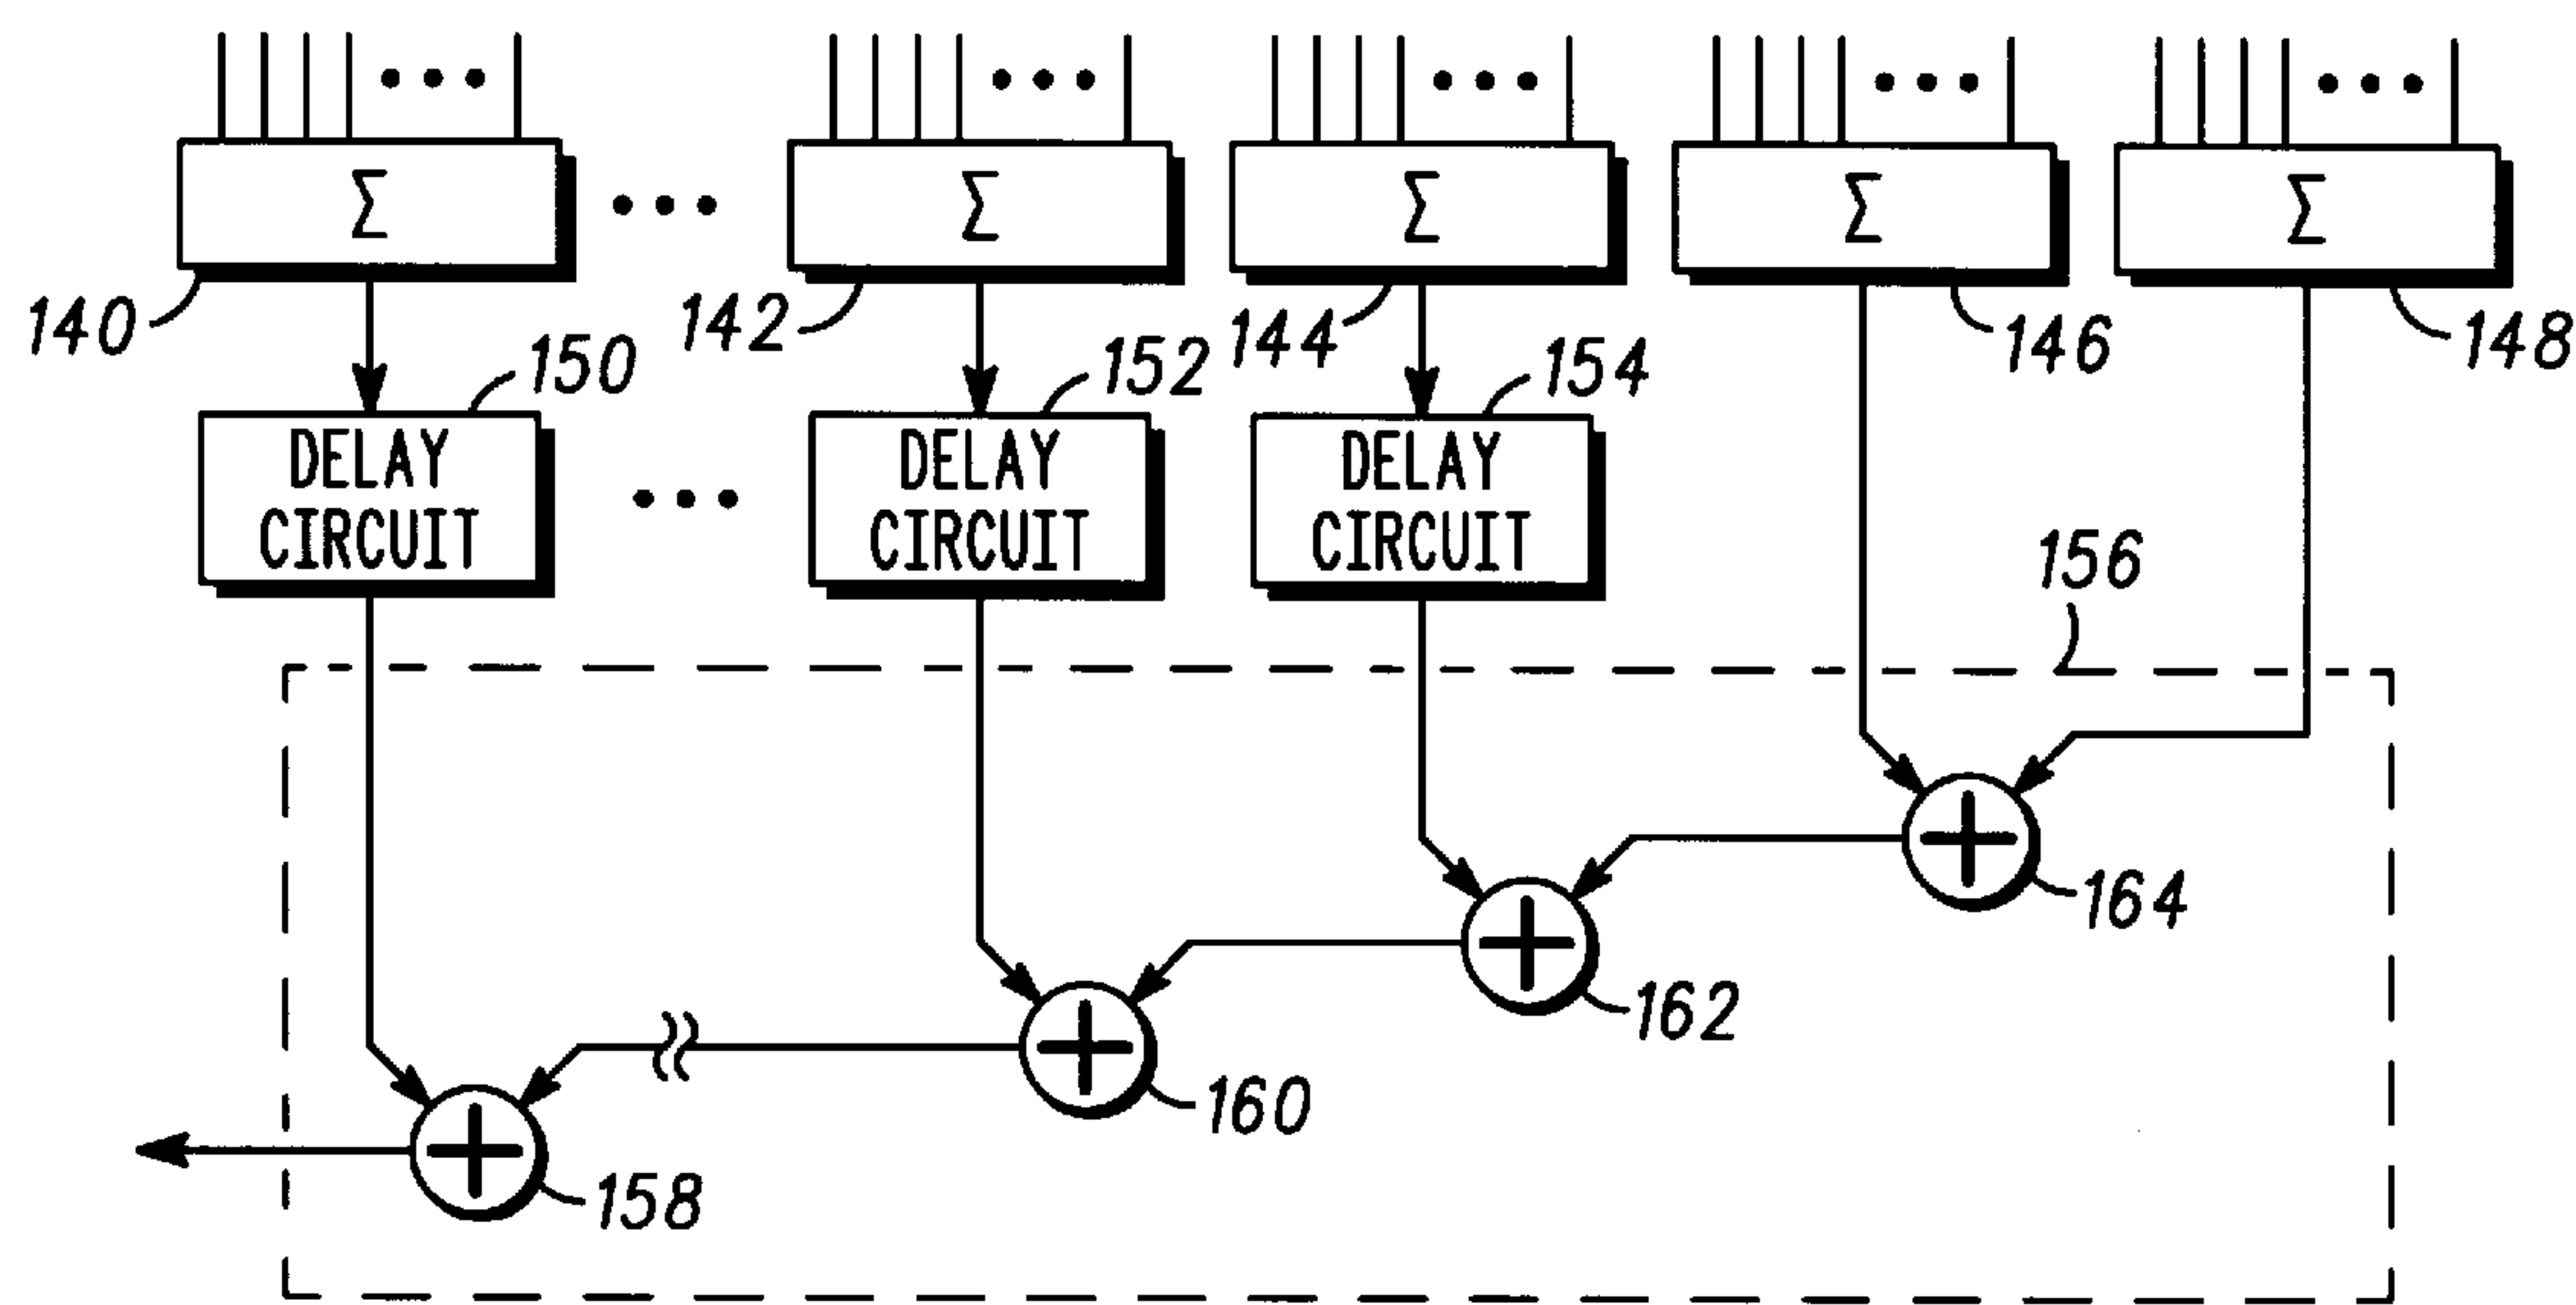 Σ Σ Σ Σ Σ
140 142 144 146 148
150 152 154
DELAY CIRCUIT
DELAY CIRCUIT
DELAY CIRCUIT
156
164
162
160
158